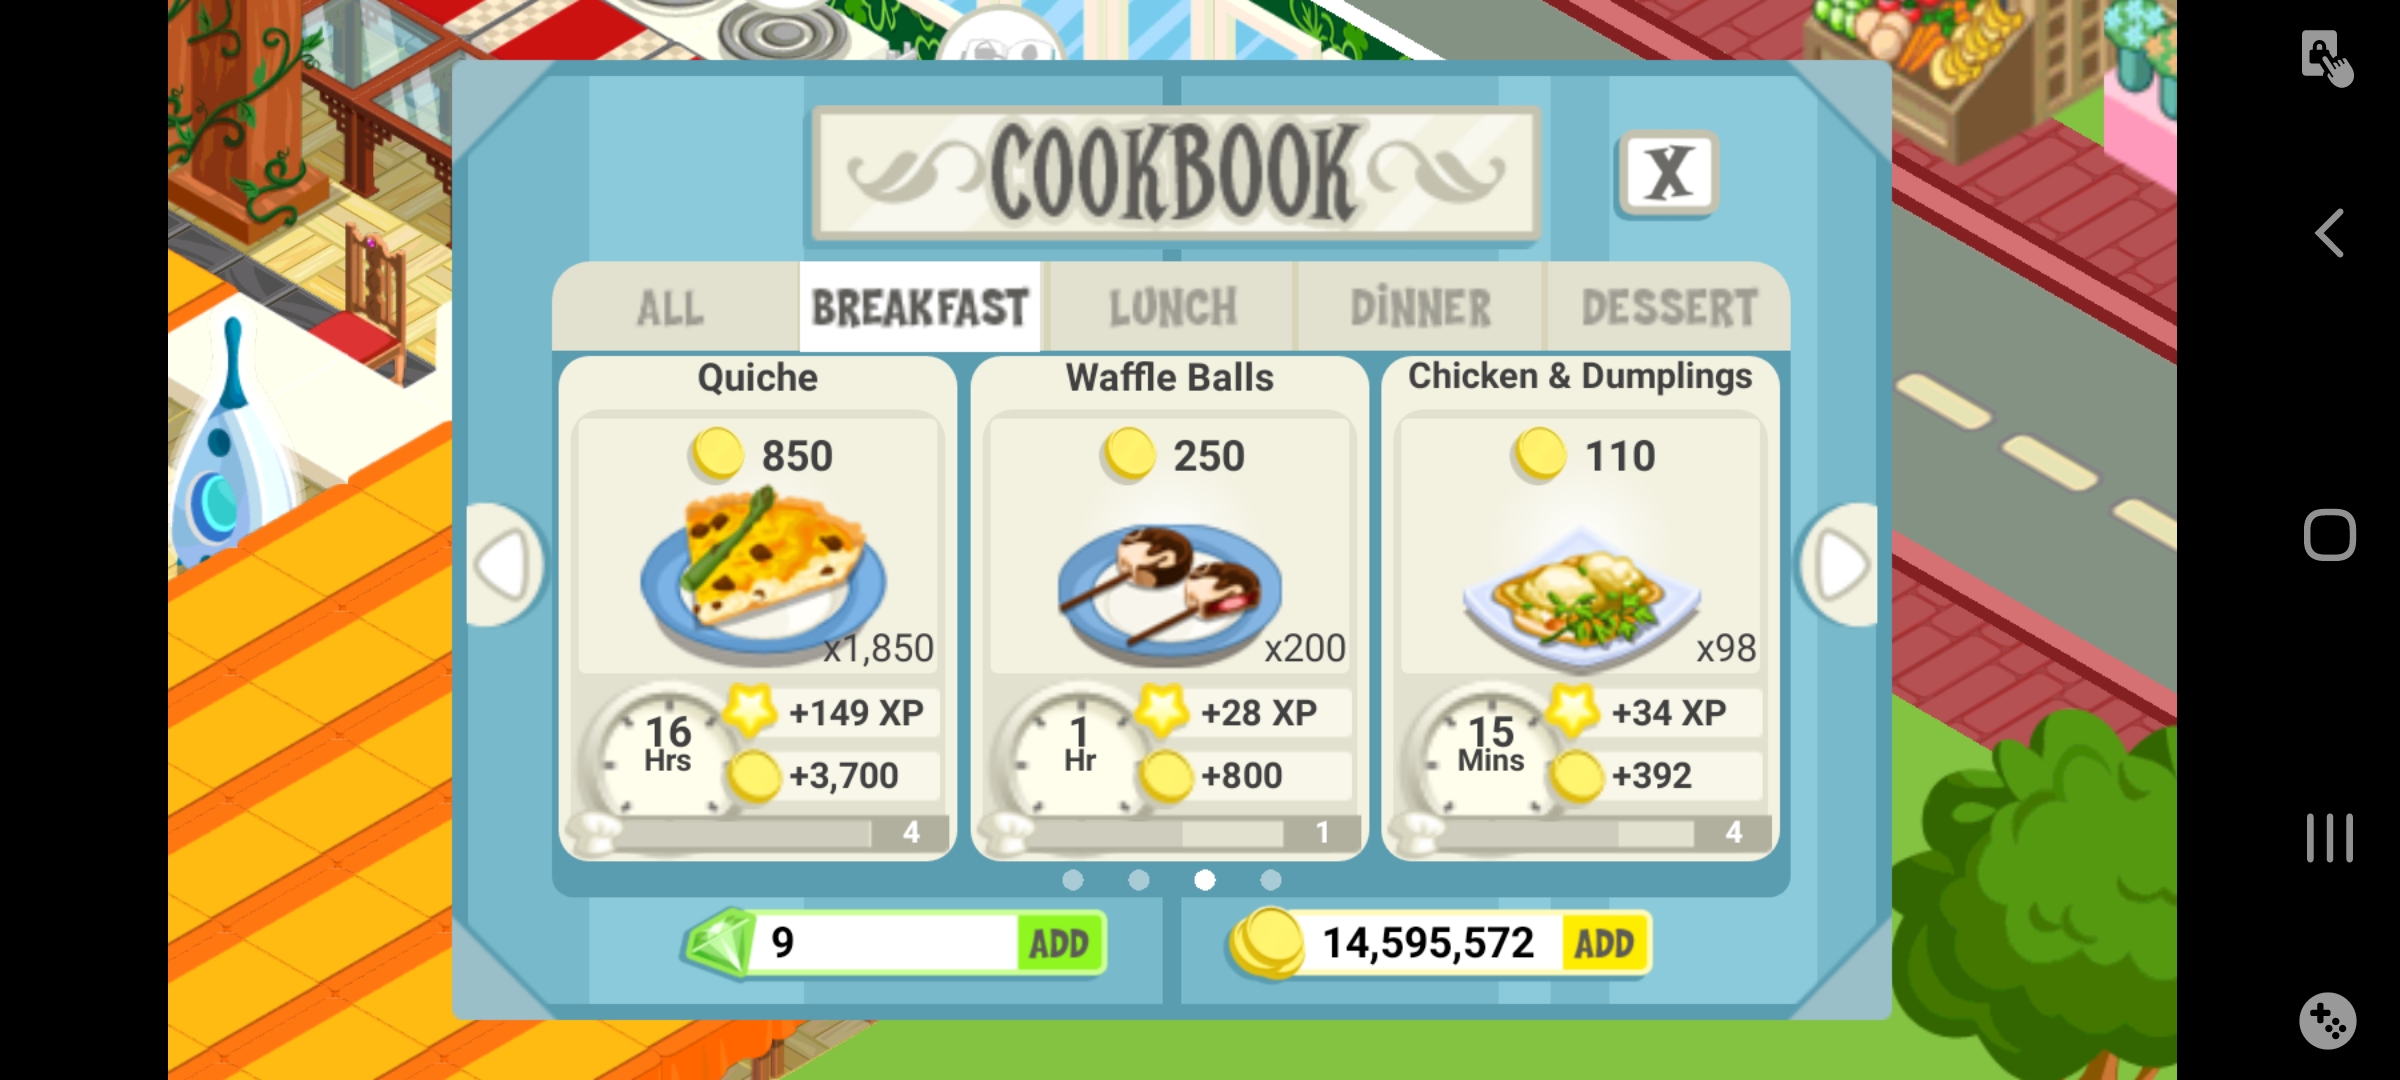 COOKBOOK
X
ALL BREAKFAST LUNCH DINNER DESSERT
Quiche
850
x1,850
16 Hrs
+149 XP
+3,700
4
Waffle Balls
250
x200
1 Hr
+28 XP
+800
1
Chicken & Dumplings
110
x98
15 Mins
+34 XP
+392
4
9 ADD
14,595,572 ADD